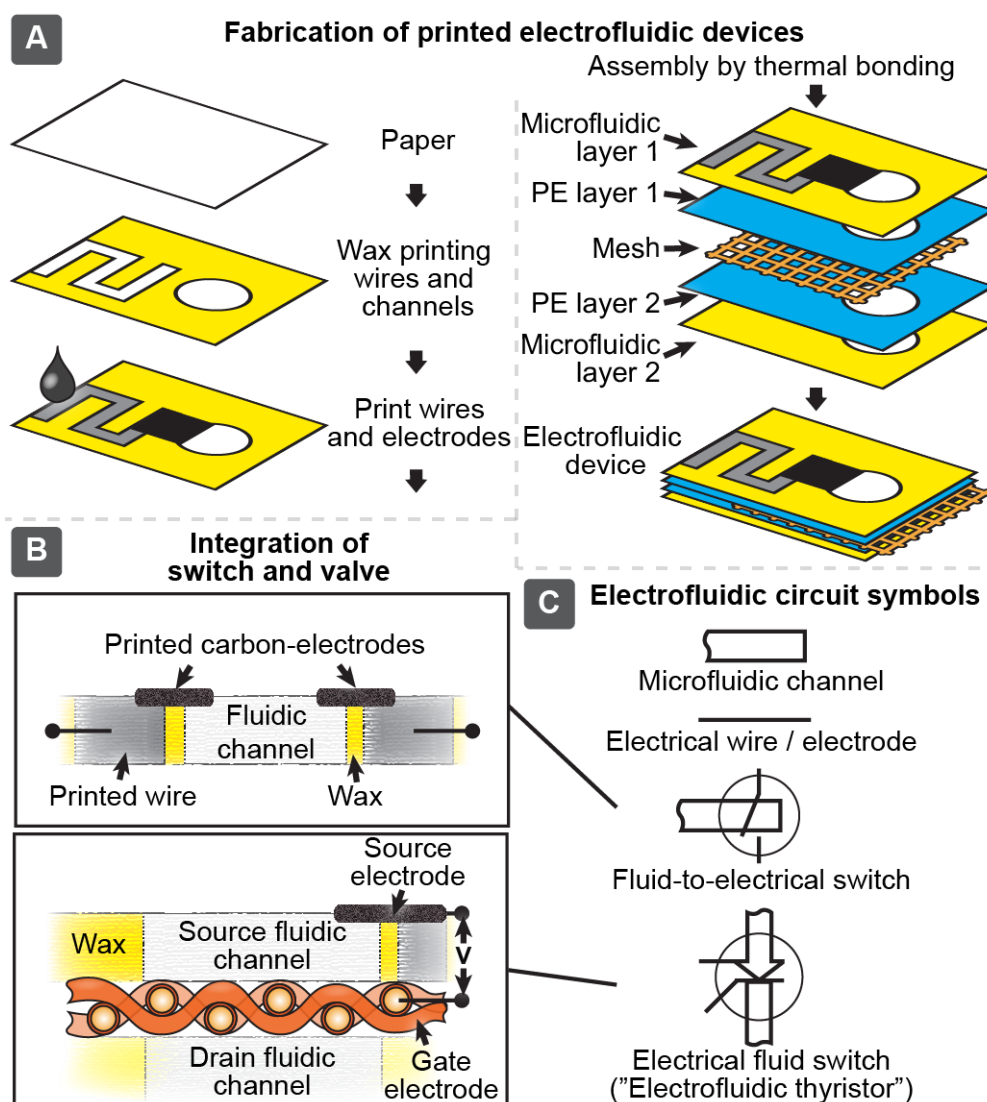 A
Fabrication of printed electrofluidic devices
Paper
Wax printing
wires and
channels
Print wires
and electrodes
Assembly by thermal bonding
Microfluidic
layer 1
PE layer 1
Mesh
PE layer 2
Microfluidic
layer 2
Electrofluidic
device
B
Integration of
switch and valve
Printed carbon-electrodes
Fluidic
channel
Printed wire
Wax
Source
electrode
Wax
Source fluidic
channel
V
Drain fluidic
channel
Gate
electrode
C
Electrofluidic circuit symbols
Microfluidic channel
Electrical wire / electrode
Fluid-to-electrical switch
Electrical fluid switch
(”Electrofluidic thyristor”)